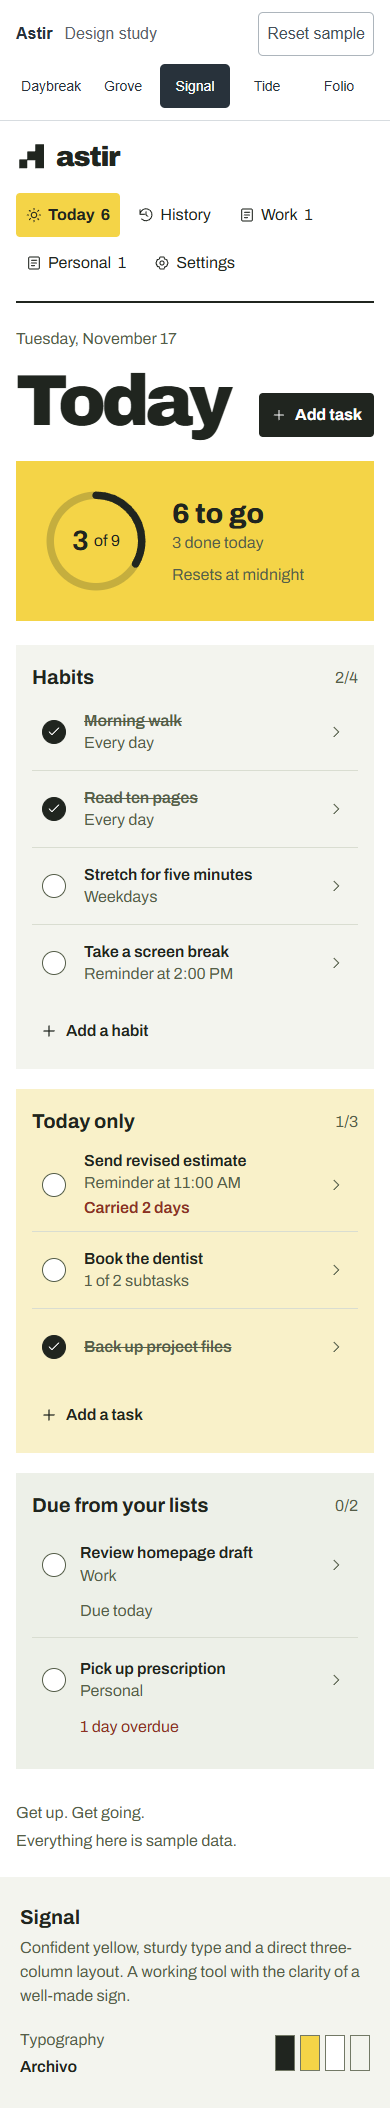 Astir Design study Reset sample
Daybreak Grove Signal Tide Folio
astir
Today 6 History Work 1
Personal 1 Settings
Tuesday, November 17
Today + Add task
3 of 9
6 to go
3 done today
Resets at midnight
Habits 2/4
Morning walk
Every day
Read ten pages
Every day
Stretch for five minutes
Weekdays
Take a screen break
Reminder at 2:00 PM
+ Add a habit
Today only 1/3
Send revised estimate
Reminder at 11:00 AM
Carried 2 days
Book the dentist
1 of 2 subtasks
Back up project files
+ Add a task
Due from your lists 0/2
Review homepage draft
Work
Due today
Pick up prescription
Personal
1 day overdue
Get up. Get going.
Everything here is sample data.
Signal
Confident yellow, sturdy type and a direct three-
column layout. A working tool with the clarity of a
well-made sign.
Typography
Archivo